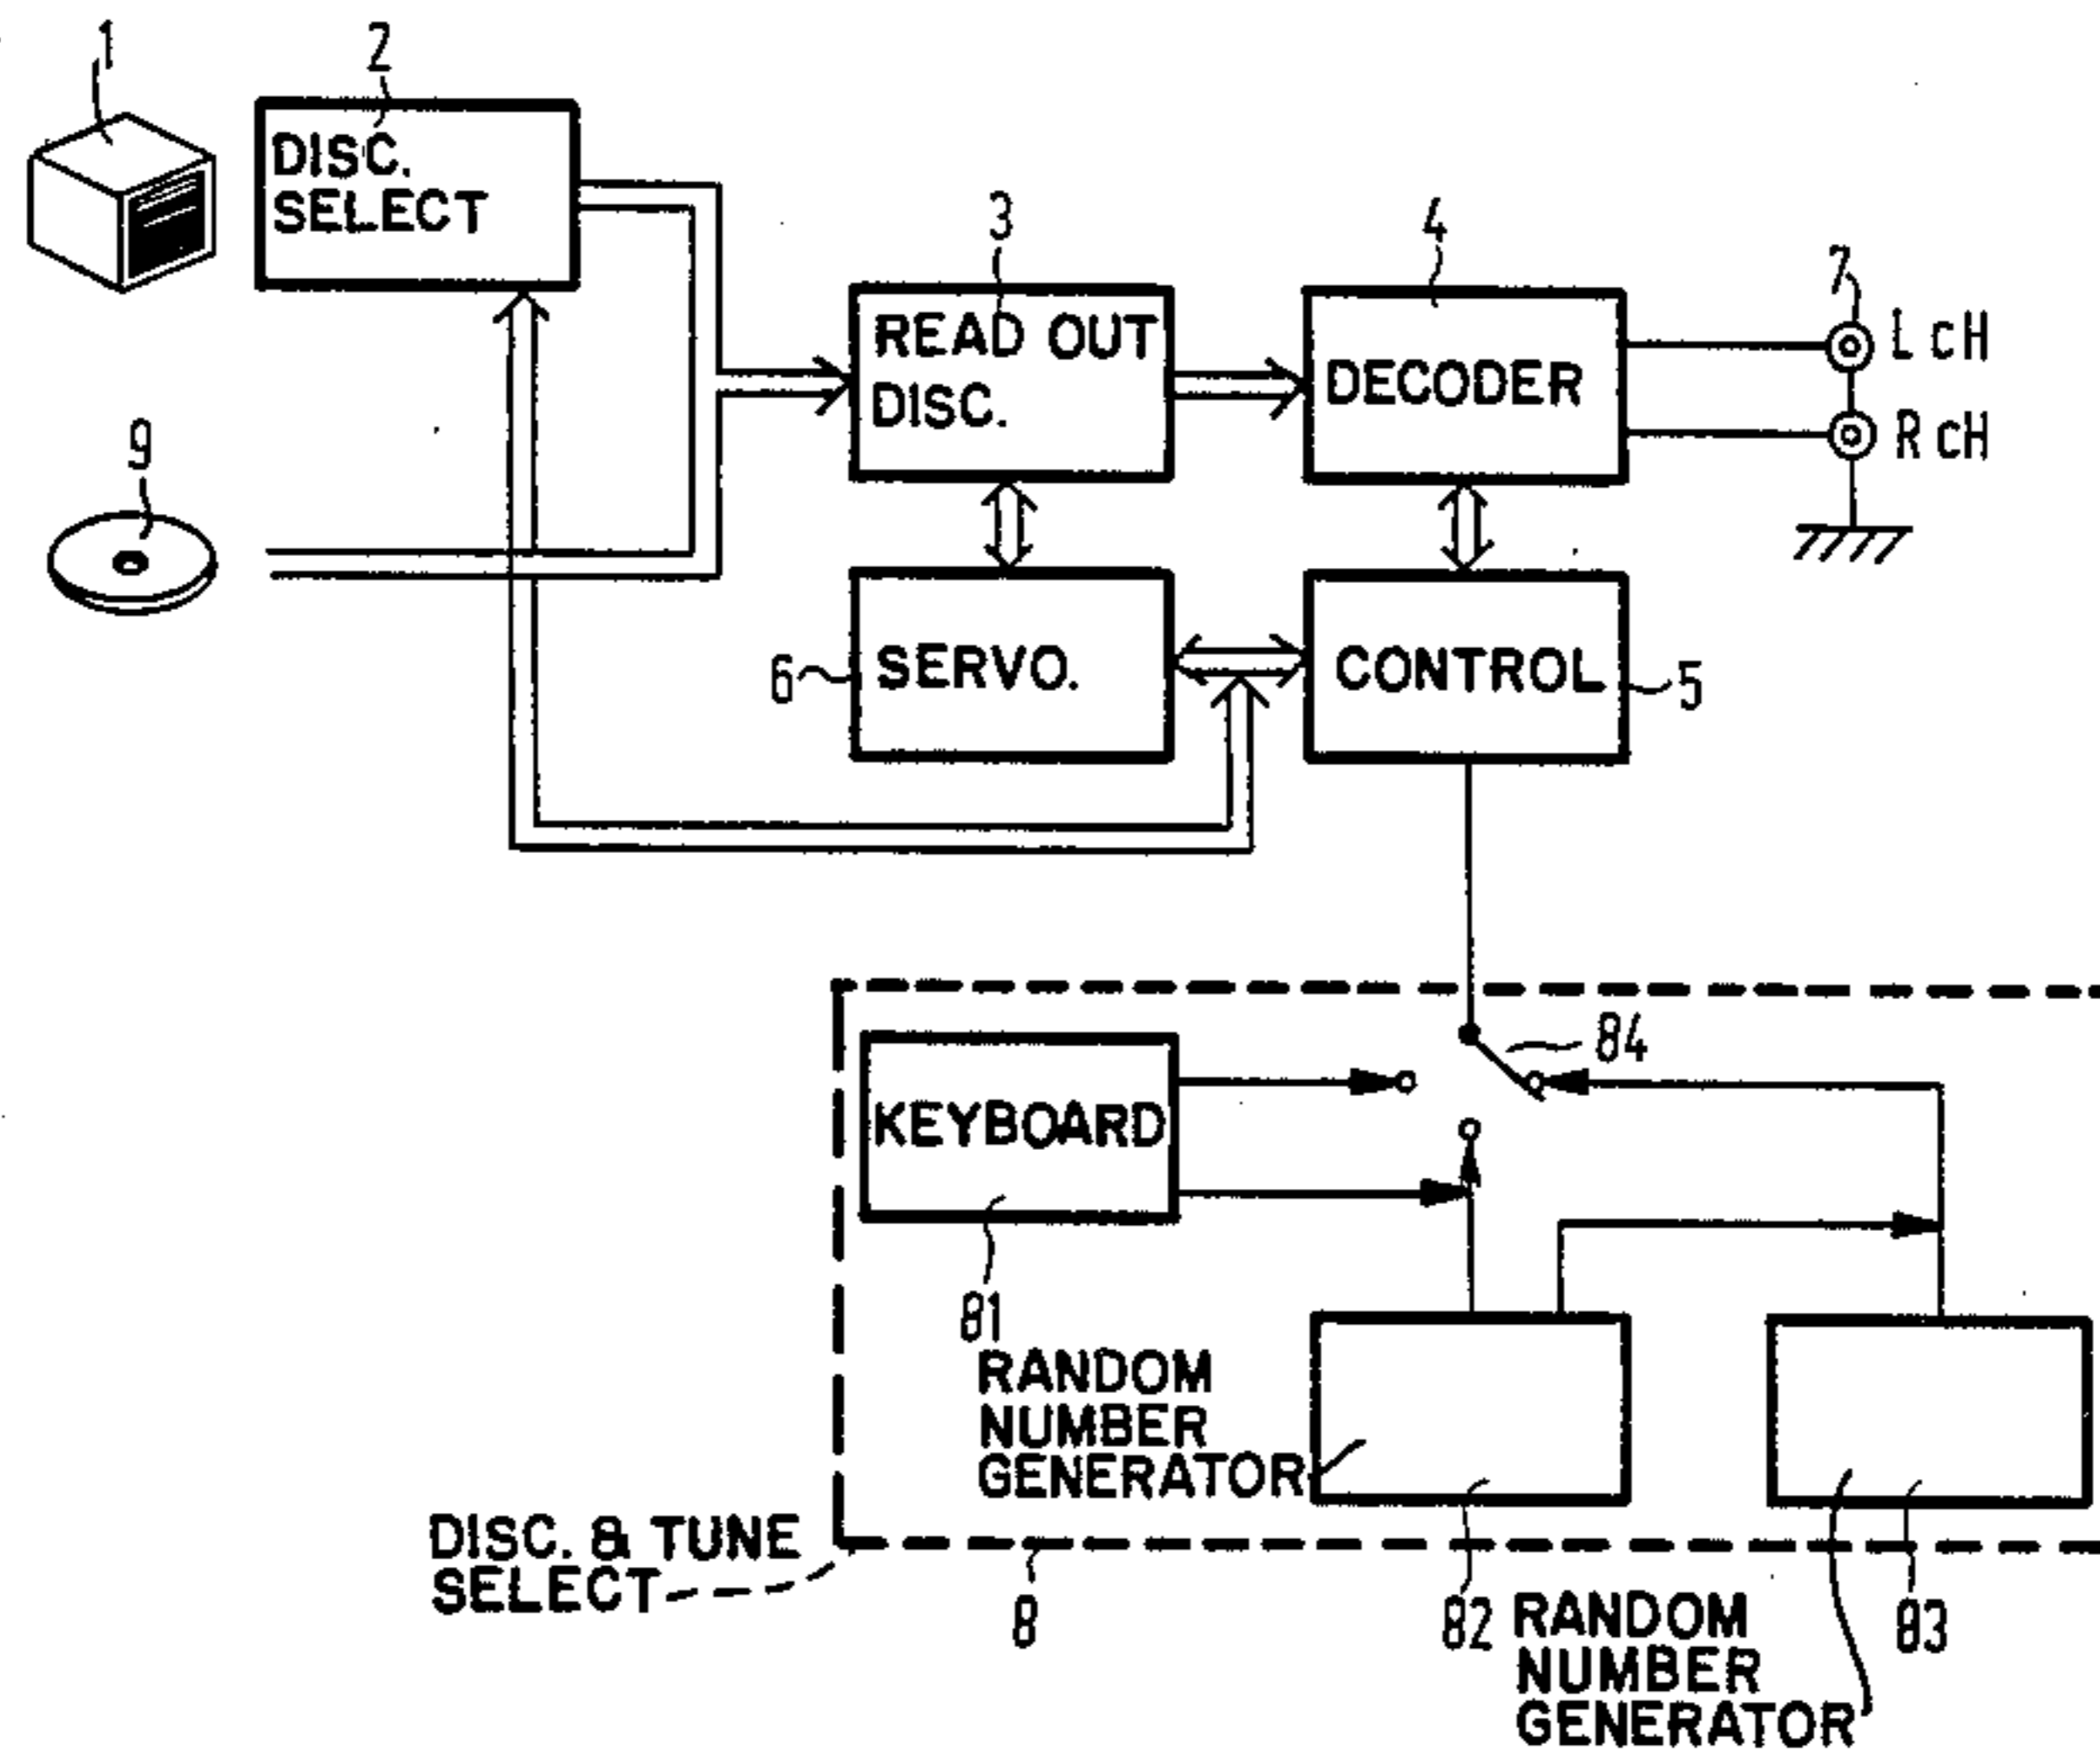 1
2
DISC.
SELECT
3
READ OUT
DISC.
4
DECODER
7
L cH
R cH
9
6
SERVO.
CONTROL
5
84
KEYBOARD
81
RANDOM
NUMBER
GENERATOR
DISC. & TUNE
SELECT
8
82
RANDOM
NUMBER
GENERATOR
83